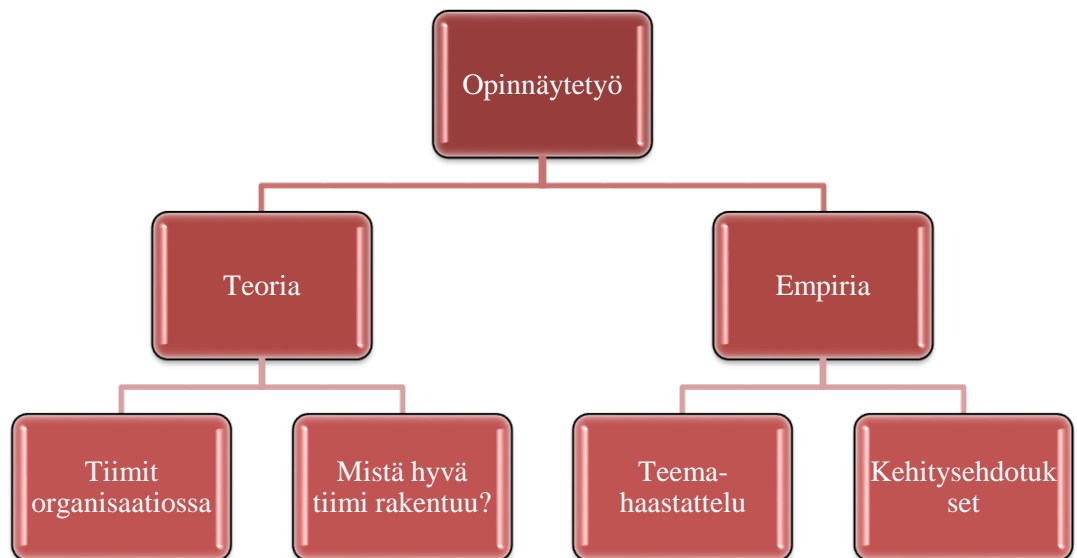 Opinnäytetyö
Teoria
Empiria
Tiimit
organisaatiossa
Mistä hyvä
tiimi rakentuu?
Teema-
haastattelu
Kehitysehdotuk
set